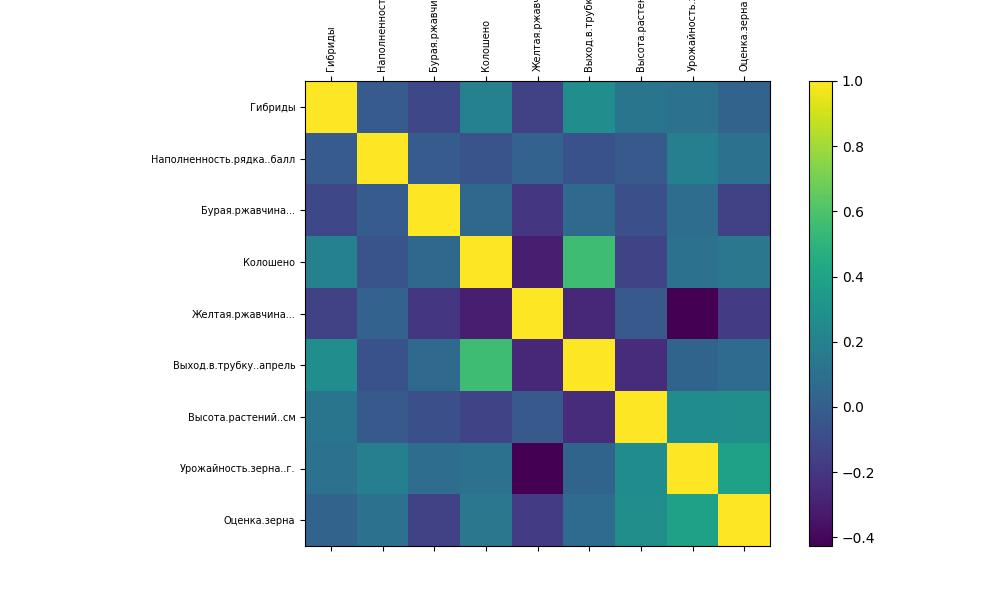 Гибриды
Наполненност
Бурая.ржавчи
Колошено
Желтая.ржавч
Выход.в.трубк
Высота.растен
Урожайность.
Оценка.зерна
Гибриды
Наполненность.рядка..балл
Бурая.ржавчина...
Колошено
Желтая.ржавчина...
Выход.в.трубку..апрель
Высота.растений..см
Урожайность.зерна..г.
Оценка.зерна
1.0
0.8
0.6
0.4
0.2
0.0
−0.2
−0.4